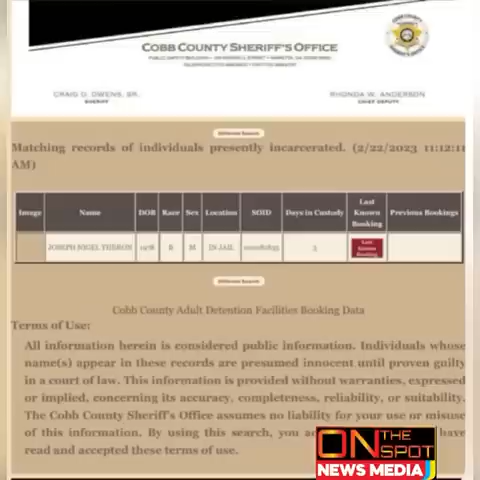 COBB COUNTY SHERIFF'S OFFICE
CRAIG D. OWENS, SR.
SHERIFF
RHONDA W. ANDERSON
CHIEF DEPUTY
Matching records of individuals presently incarcerated. (2/22/2023 11:12:11
AM)
Image Name DOB Race Sex Location SOID Days in Custody Last Known Booking Previous Bookings
JOSEPH NIGEL THERON B M IN JAIL 3 Last Known Booking
Cobb County Adult Detention Facilities Booking Data
Terms of Use:
All information herein is considered public information. Individuals whose
name(s) appear in these records are presumed innocent until proven guilty
in a court of law. This information is provided without warranties, expressed
or implied, concerning its accuracy, completeness, reliability, or suitability.
The Cobb County Sheriff's Office assumes no liability for your use or misuse
of this information. By using this search, you have
read and accepted these terms of use.
ON THE SPOT
NEWS MEDIA